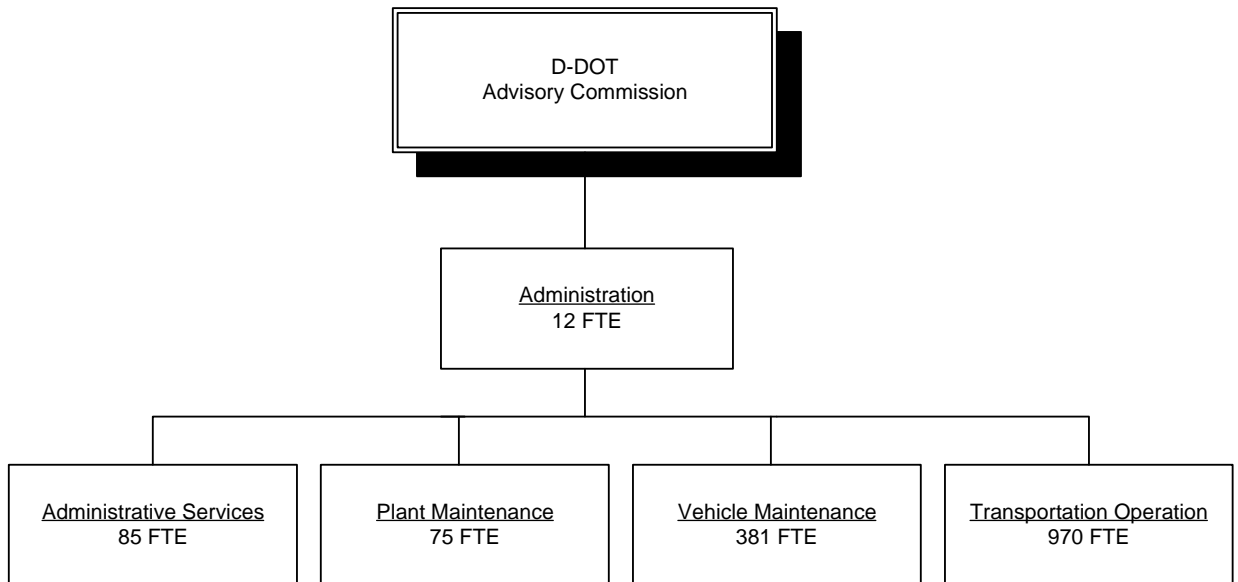 D-DOT
Advisory Commission
Administration
12 FTE
Administrative Services
85 FTE
Plant Maintenance
75 FTE
Vehicle Maintenance
381 FTE
Transportation Operation
970 FTE